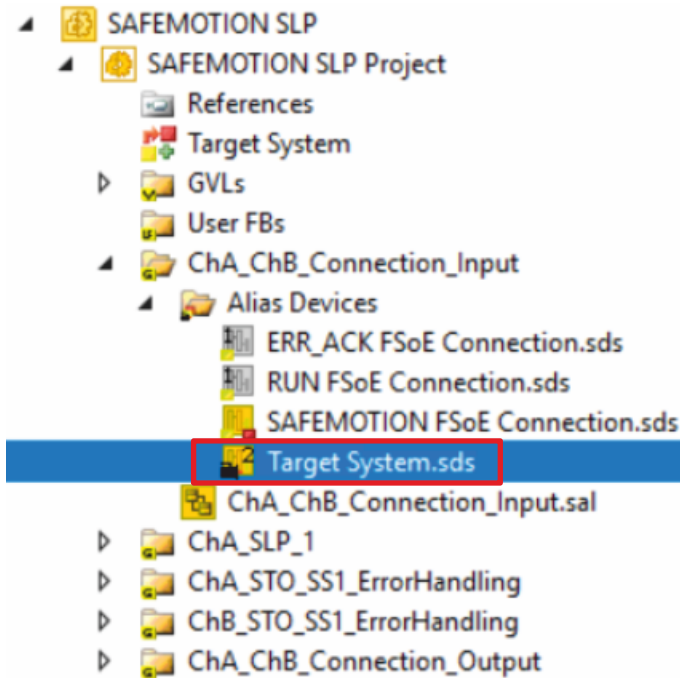 SAFEMOTION SLP
SAFEMOTION SLP Project
References
Target System
GVLs
User FBs
ChA_ChB_Connection_Input
Alias Devices
ERR_ACK FSoE Connection.sds
RUN FSoE Connection.sds
SAFEMOTION FSoE Connection.sds
Target System.sds
ChA_ChB_Connection_Input.sal
ChA_SLP_1
ChA_STO_SS1_ErrorHandling
ChB_STO_SS1_ErrorHandling
ChA_ChB_Connection_Output